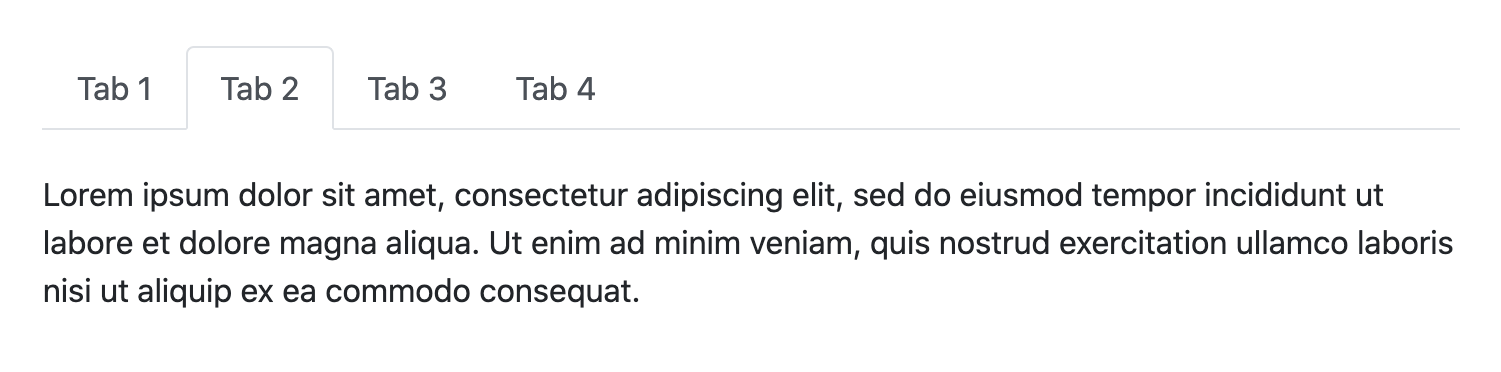 Tab 1 Tab 2 Tab 3 Tab 4
Lorem ipsum dolor sit amet, consectetur adipiscing elit, sed do eiusmod tempor incididunt ut
labore et dolore magna aliqua. Ut enim ad minim veniam, quis nostrud exercitation ullamco laboris
nisi ut aliquip ex ea commodo consequat.